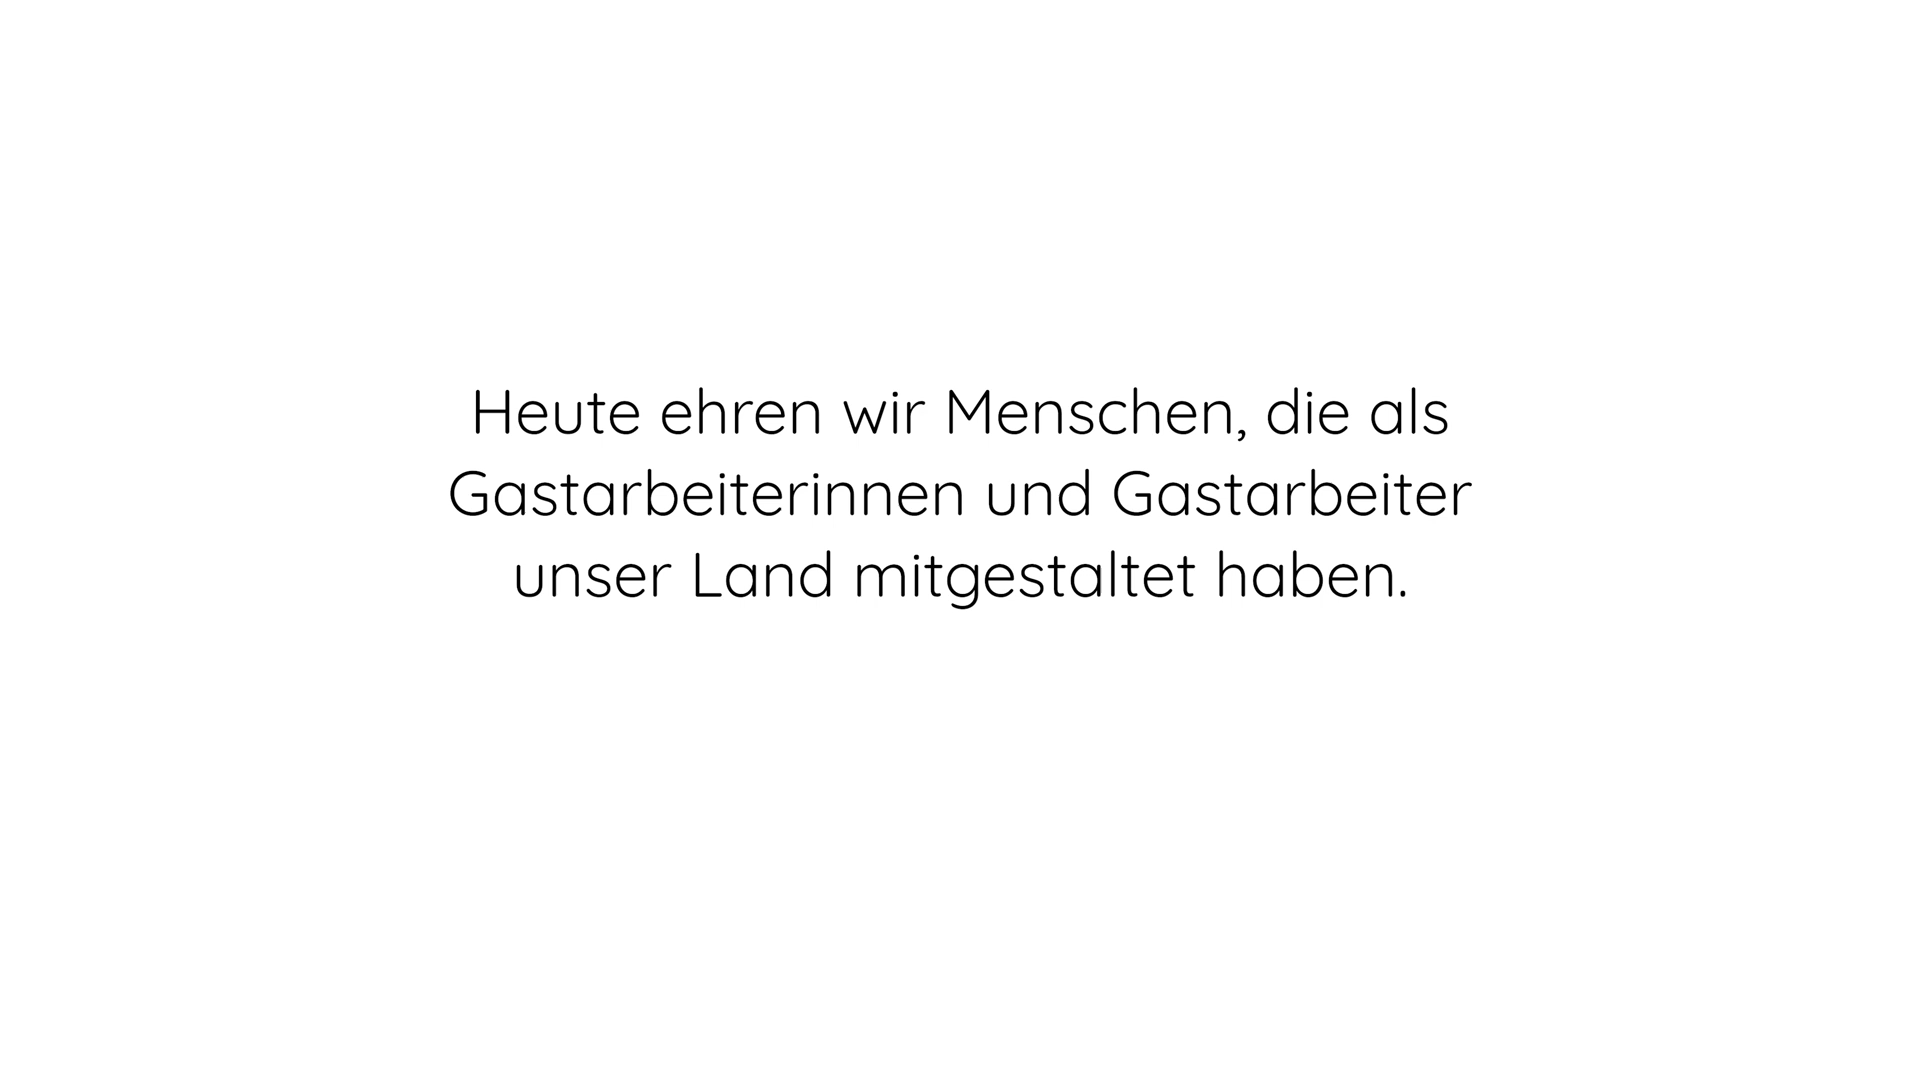 Heute ehren wir Menschen, die als
Gastarbeiterinnen und Gastarbeiter
unser Land mitgestaltet haben.